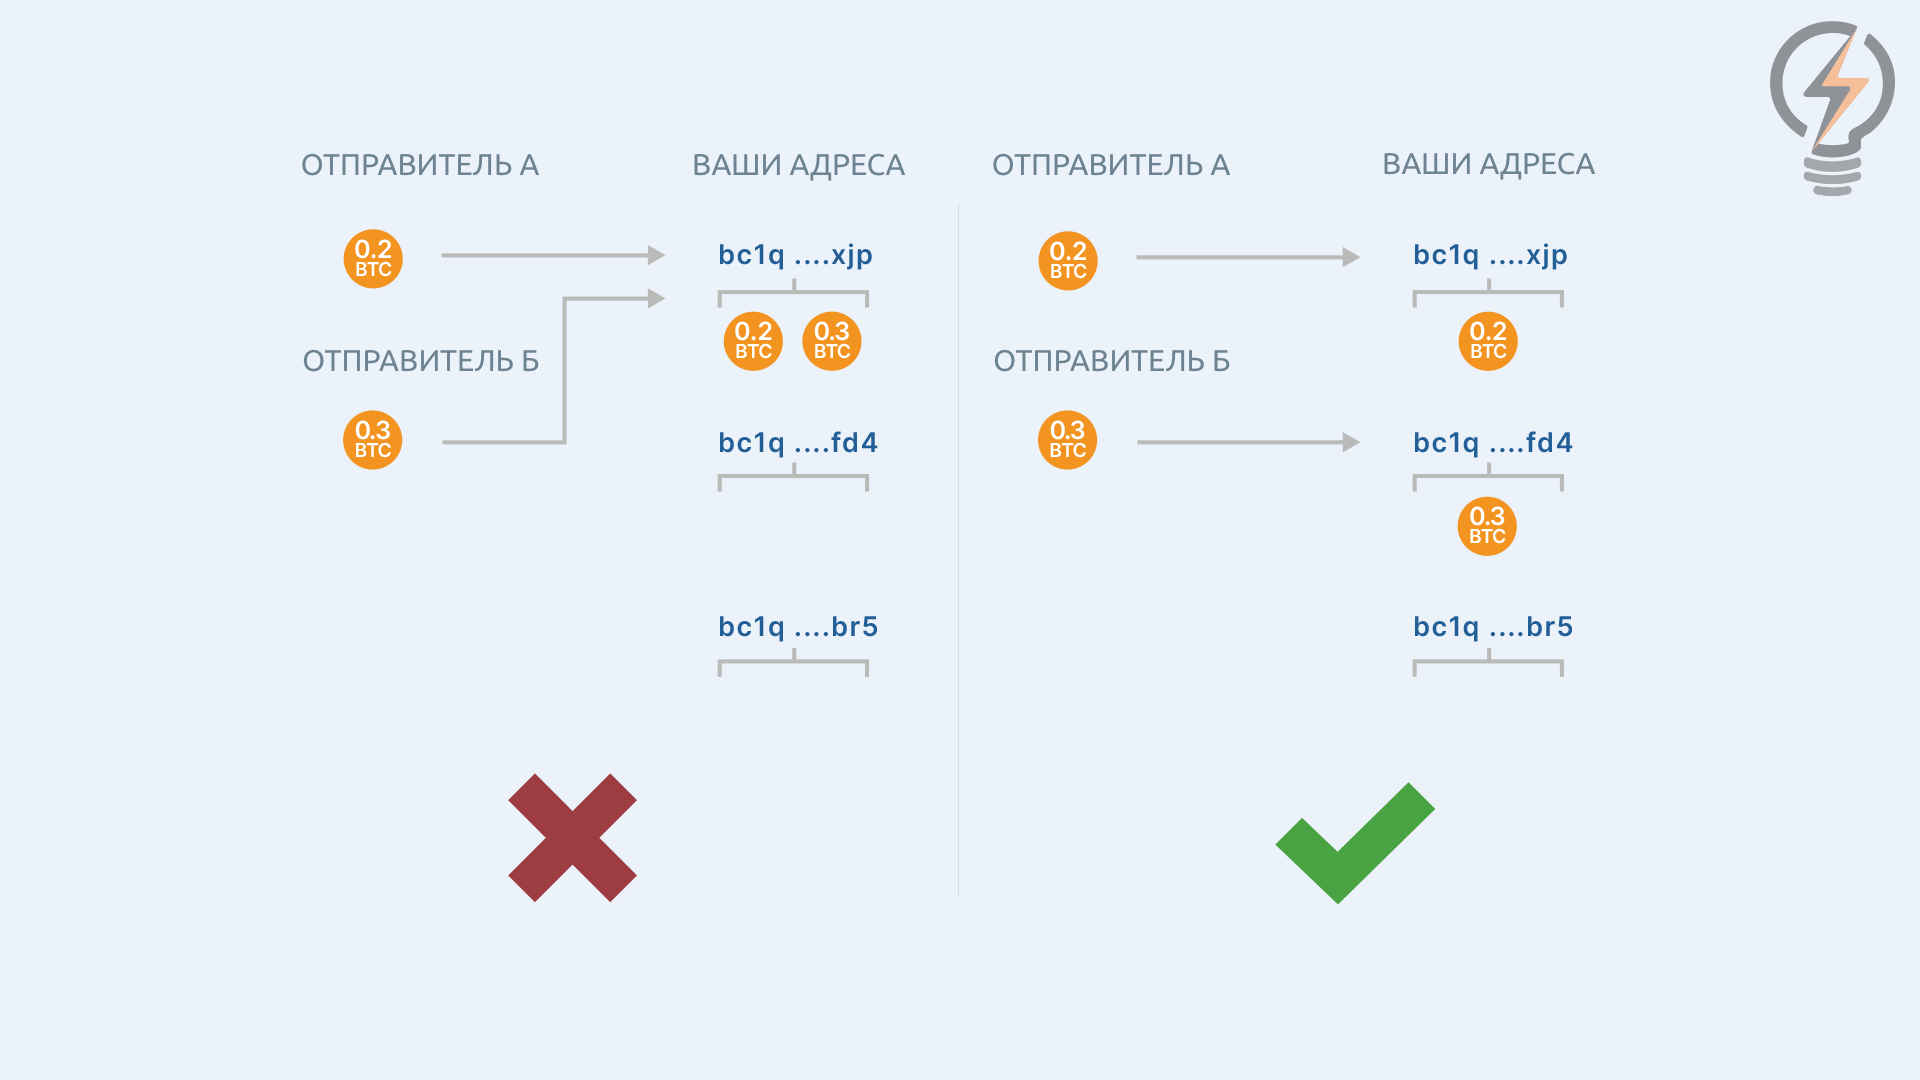 ОТПРАВИТЕЛЬ А
ВАШИ АДРЕСА
0.2
BTC
bc1q ....xjp
0.2
BTC
0.3
BTC
ОТПРАВИТЕЛЬ Б
0.3
BTC
bc1q ....fd4
bc1q ....br5
ОТПРАВИТЕЛЬ А
ВАШИ АДРЕСА
0.2
BTC
bc1q ....xjp
0.2
BTC
ОТПРАВИТЕЛЬ Б
0.3
BTC
bc1q ....fd4
0.3
BTC
bc1q ....br5